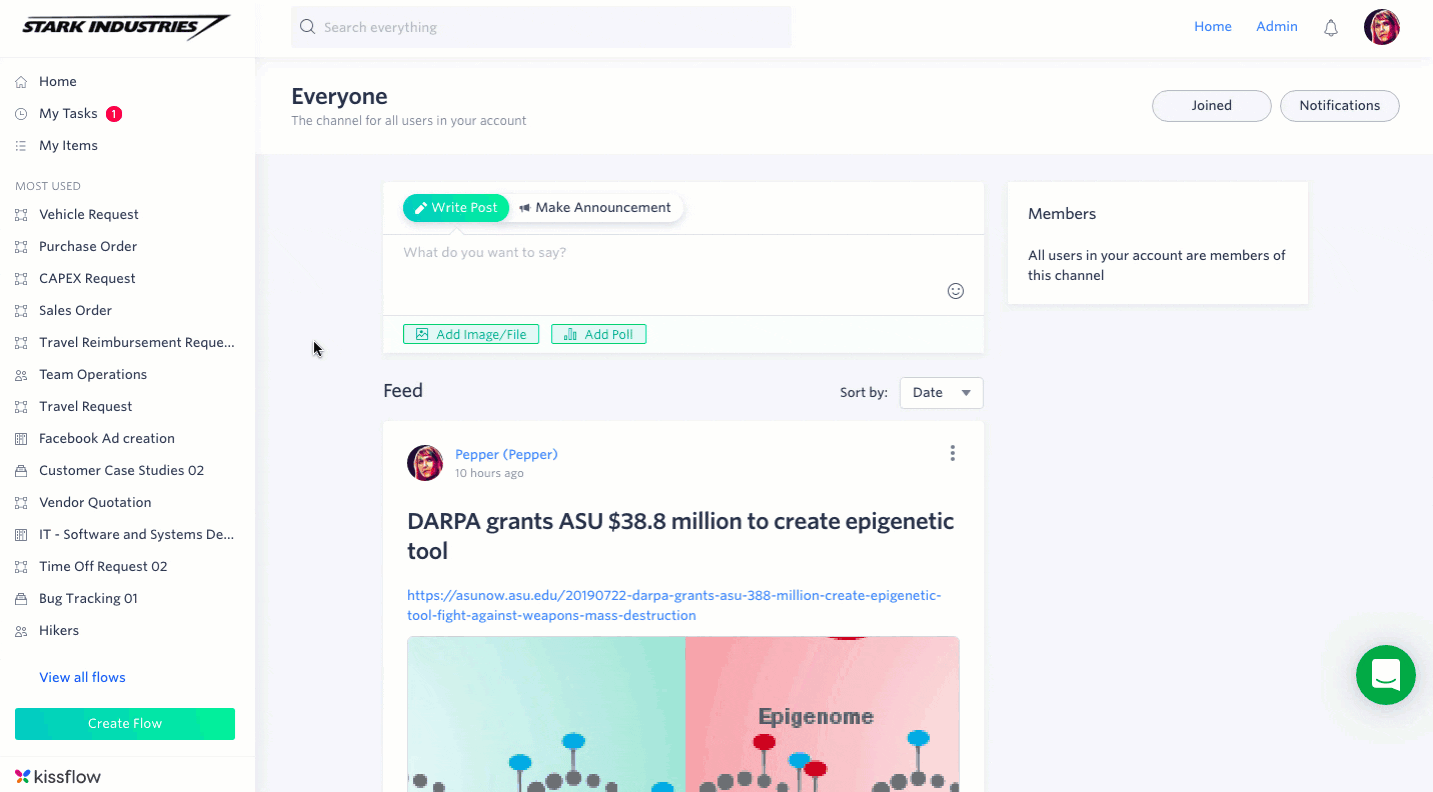 STARK INDUSTRIES
Search everything
Home
Admin
Home
My Tasks 1
My Items
MOST USED
Vehicle Request
Purchase Order
CAPEX Request
Sales Order
Travel Reimbursement Reque...
Team Operations
Travel Request
Facebook Ad creation
Customer Case Studies 02
Vendor Quotation
IT - Software and Systems De...
Time Off Request 02
Bug Tracking 01
Hikers
View all flows
Create Flow
kissflow
Everyone
The channel for all users in your account
Joined
Notifications
Write Post
Make Announcement
What do you want to say?
Add Image/File
Add Poll
Members
All users in your account are members of
this channel
Feed
Sort by:
Date
Pepper (Pepper)
10 hours ago
DARPA grants ASU $38.8 million to create epigenetic
tool
https://asunow.asu.edu/20190722-darpa-grants-asu-388-million-create-epigenetic-
tool-fight-against-weapons-mass-destruction
Epigenome